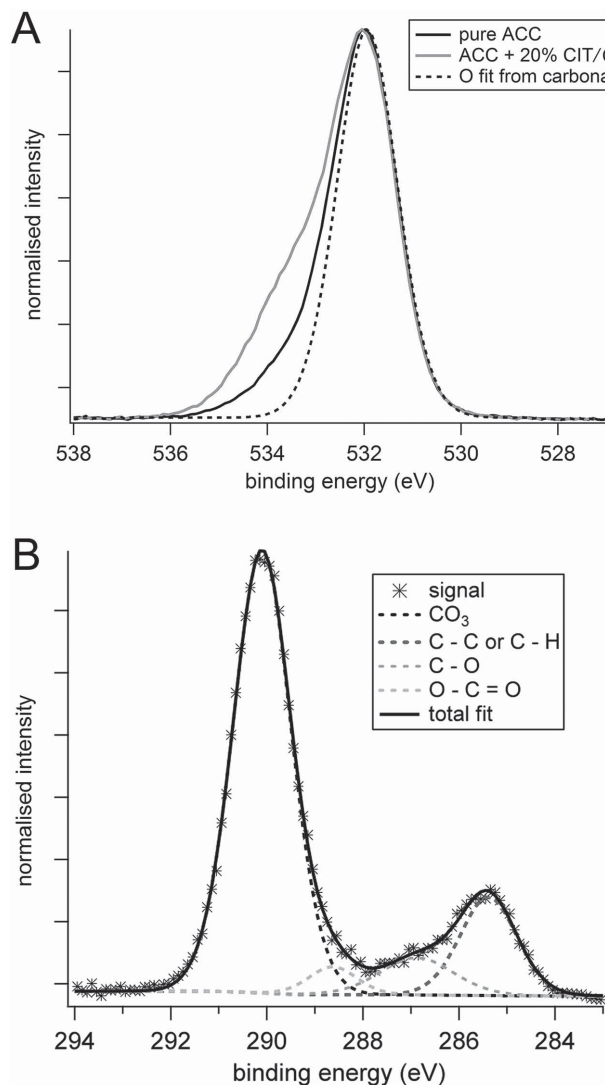 A
pure ACC
ACC + 20% CIT/
O fit from
normalised intensity
538
536
534
532
530
528
binding energy (eV)
B
signal
CO₃
C - C or C - H
C - O
O - C = O
total fit
normalised intensity
294
292
290
288
286
284
binding energy (eV)